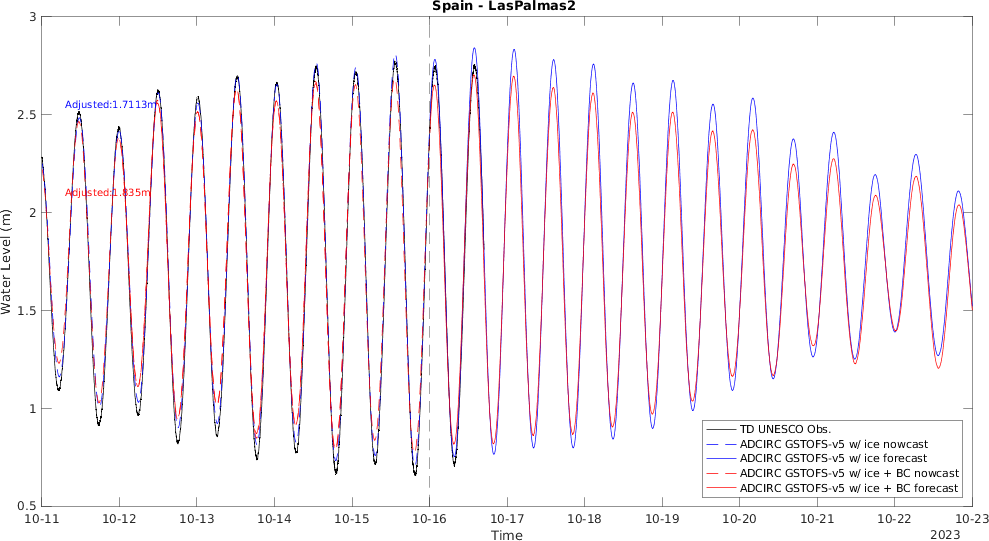 Spain - LasPalmas2
3
2.5
2
1.5
1
0.5
Water Level (m)
Adjusted:1.7113m
Adjusted:1.835m
TD UNESCO Obs.
ADCIRC GSTOFS-v5 w/ ice nowcast
ADCIRC GSTOFS-v5 w/ ice forecast
ADCIRC GSTOFS-v5 w/ ice + BC nowcast
ADCIRC GSTOFS-v5 w/ ice + BC forecast
10-11 10-12 10-13 10-14 10-15 10-16 10-17 10-18 10-19 10-20 10-21 10-22 10-23
Time
2023